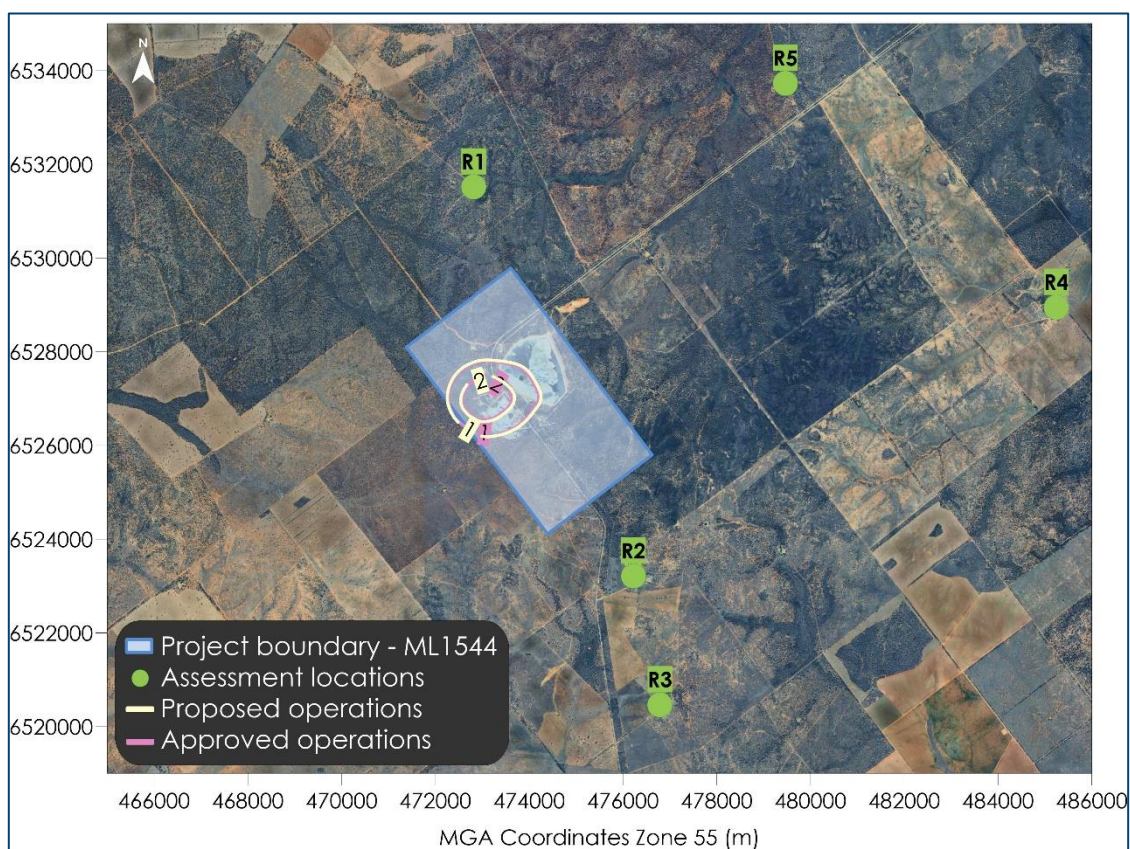 N
6534000
6532000
6530000
6528000
6526000
6524000
6522000
6520000
R5
R1
R4
2 2
1 1
R2
R3
Project boundary - ML1544
Assessment locations
Proposed operations
Approved operations
466000 468000 470000 472000 474000 476000 478000 480000 482000 484000 486000
MGA Coordinates Zone 55 (m)